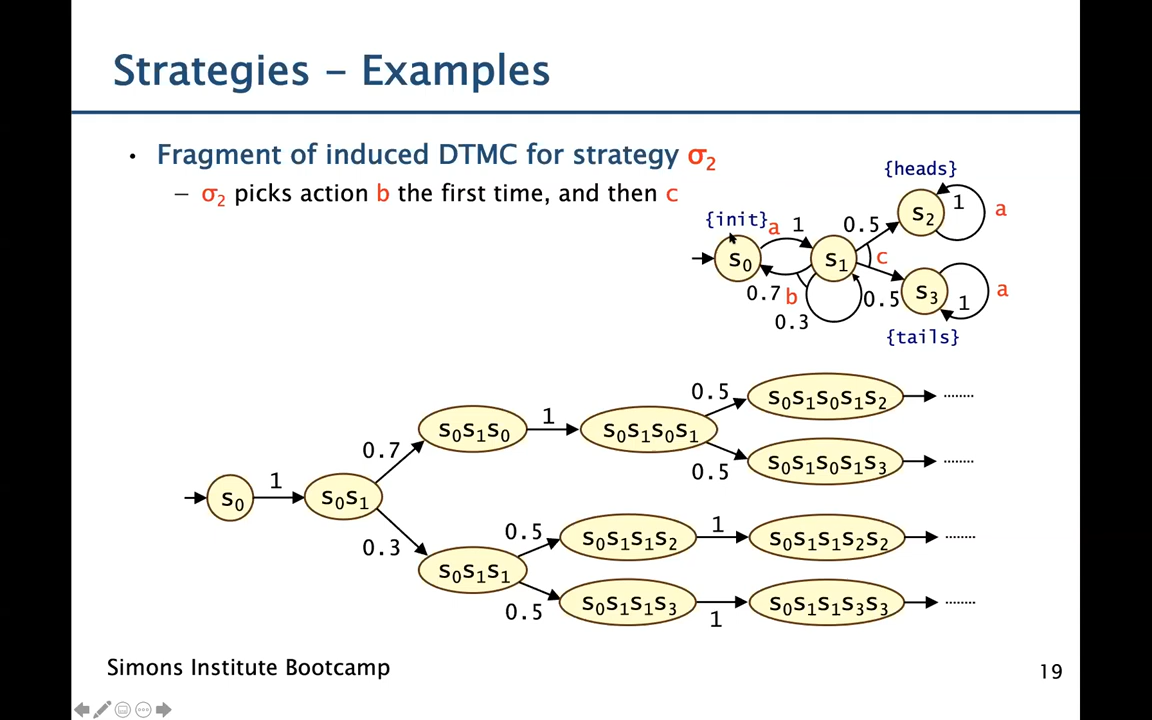 Strategies – Examples
• Fragment of induced DTMC for strategy σ₂
– σ₂ picks action b the first time, and then c
{heads}
{init} a 1 0.5 s₂ 1 a
s₀ s₁ c
0.7 b 0.5 s₃ 1 a
0.3
{tails}
0.5 s₀s₁s₀s₁s₂ ........
s₀s₁s₀ 1 s₀s₁s₀s₁
0.7 0.5 s₀s₁s₀s₁s₃ ........
s₀ 1 s₀s₁
0.3 0.5 s₀s₁s₁s₂ 1 s₀s₁s₁s₂s₂ ........
s₀s₁s₁
0.5 s₀s₁s₁s₃ 1 s₀s₁s₁s₃s₃ ........
Simons Institute Bootcamp 19